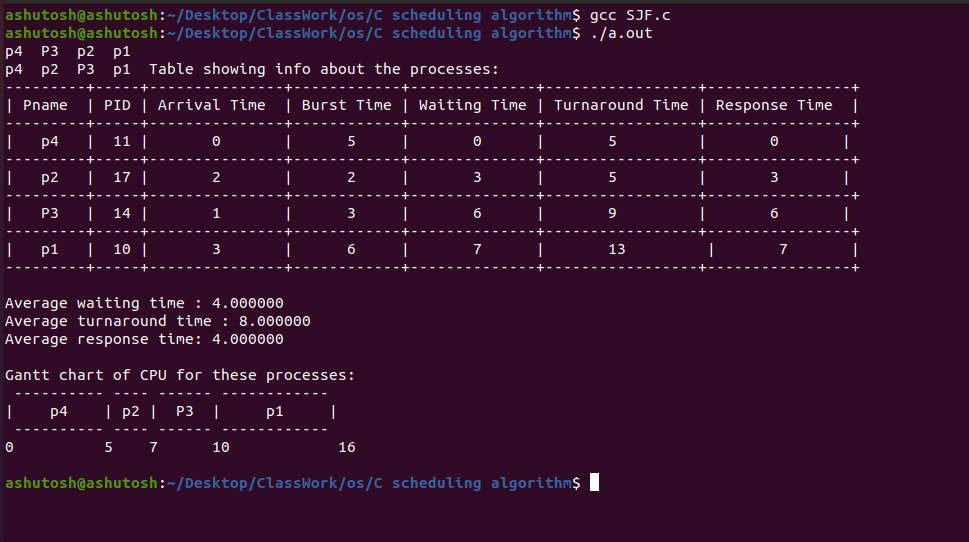 ashutosh@ashutosh:~/Desktop/ClassWork/os/C scheduling algorithm$ gcc SJF.c
ashutosh@ashutosh:~/Desktop/ClassWork/os/C scheduling algorithm$ ./a.out
p4  P3  p2  p1
p4  p2  P3  p1  Table showing info about the processes:
---------+-----+---------------+------------+--------------+-----------------+----------------+
| Pname  | PID | Arrival Time  | Burst Time | Waiting Time | Turnaround Time | Response Time  |
---------+-----+---------------+------------+--------------+-----------------+----------------+
|   p4   | 11 |       0       |      5     |       0      |       5         |       0       |
---------+-----+---------------+------------+--------------+-----------------+----------------+
|   p2   | 17 |       2       |      2     |       3      |       5         |       3       |
---------+-----+---------------+------------+--------------+-----------------+----------------+
|   P3   | 14 |       1       |      3     |       6      |       9         |       6       |
---------+-----+---------------+------------+--------------+-----------------+----------------+
|   p1   | 10 |       3       |      6     |       7      |       13         |       7       |
---------+-----+---------------+------------+--------------+-----------------+----------------+
Average waiting time : 4.000000
Average turnaround time : 8.000000
Average response time: 4.000000
Gantt chart of CPU for these processes:
 ---------- ---- ------ ------------
|    p4    | p2 |  P3  |     p1     |
 ---------- ---- ------ ------------
0          5    7      10            16
ashutosh@ashutosh:~/Desktop/ClassWork/os/C scheduling algorithm$